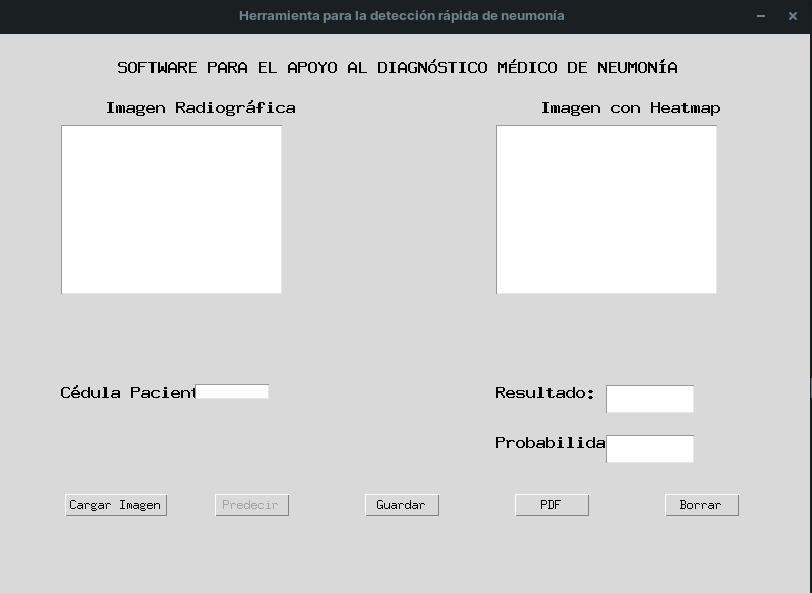 Herramienta para la detección rápida de neumonía
SOFTWARE PARA EL APOYO AL DIAGNÓSTICO MÉDICO DE NEUMONÍA
Imagen Radiográfica
Imagen con Heatmap
Cédula Pacient
Resultado:
Probabilida
Cargar Imagen
Predecir
Guardar
PDF
Borrar